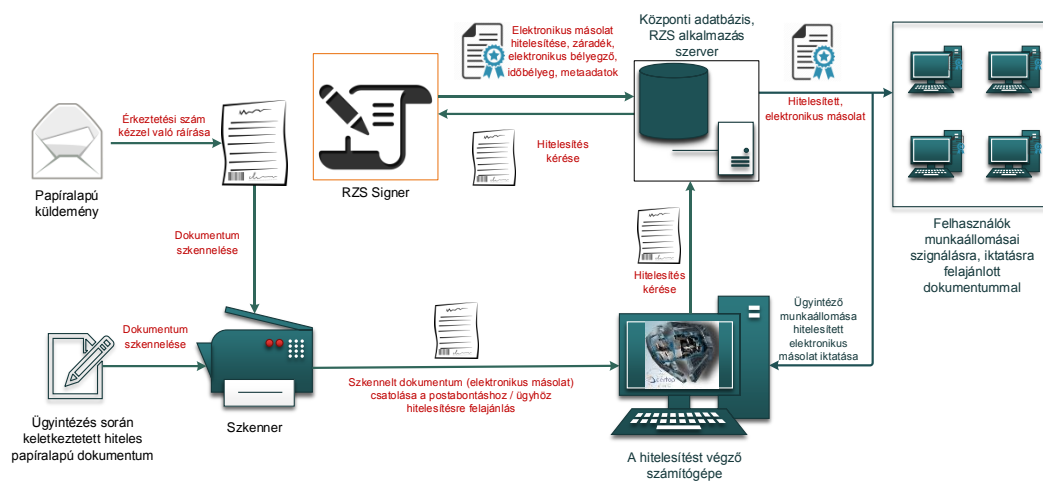 Elektronikus másolat
hitelesítése, záradék,
elektronikus bélyegző,
időbélyeg, metaadatok
Központi adatbázis,
RZS alkalmazás
szerver
Érkeztetési szám
kézzel való ráírása
Hitelesített,
elektronikus másolat
Hitelesítés
kérése
RZS Signer
Papíralapú
küldemény
Felhasználók
munkaállomásai
szignálásra, iktatásra
felajánlott
dokumentummal
Dokumentum
szkennelése
Hitelesítés
kérése
Ügyintéző
munkaállomása
hitelesített
elektronikus
másolat iktatása
Dokumentum
szkennelése
Szkennelt dokumentum (elektronikus másolat)
csatolása a postabontáshoz / ügyhöz
hitelesítésre felajánlás
Ügyintézés során
keletkeztetett hiteles
papíralapú dokumentum
Szkenner
A hitelesítést végző
számítógépe